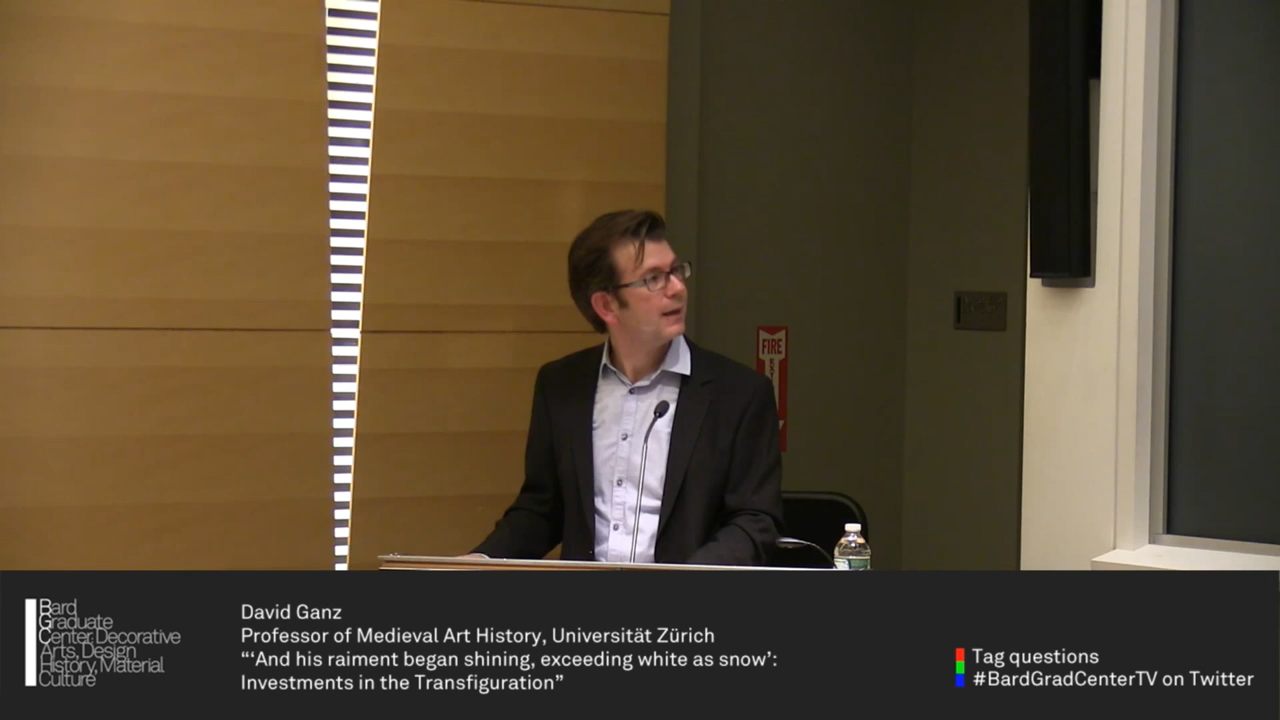 FIRE
Bard
Graduate
Center: Decorative
Arts, Design
History, Material
Culture
David Ganz
Professor of Medieval Art History, Universität Zürich
“‘And his raiment began shining, exceeding white as snow’:
Investments in the Transfiguration”
Tag questions
#BardGradCenterTV on Twitter